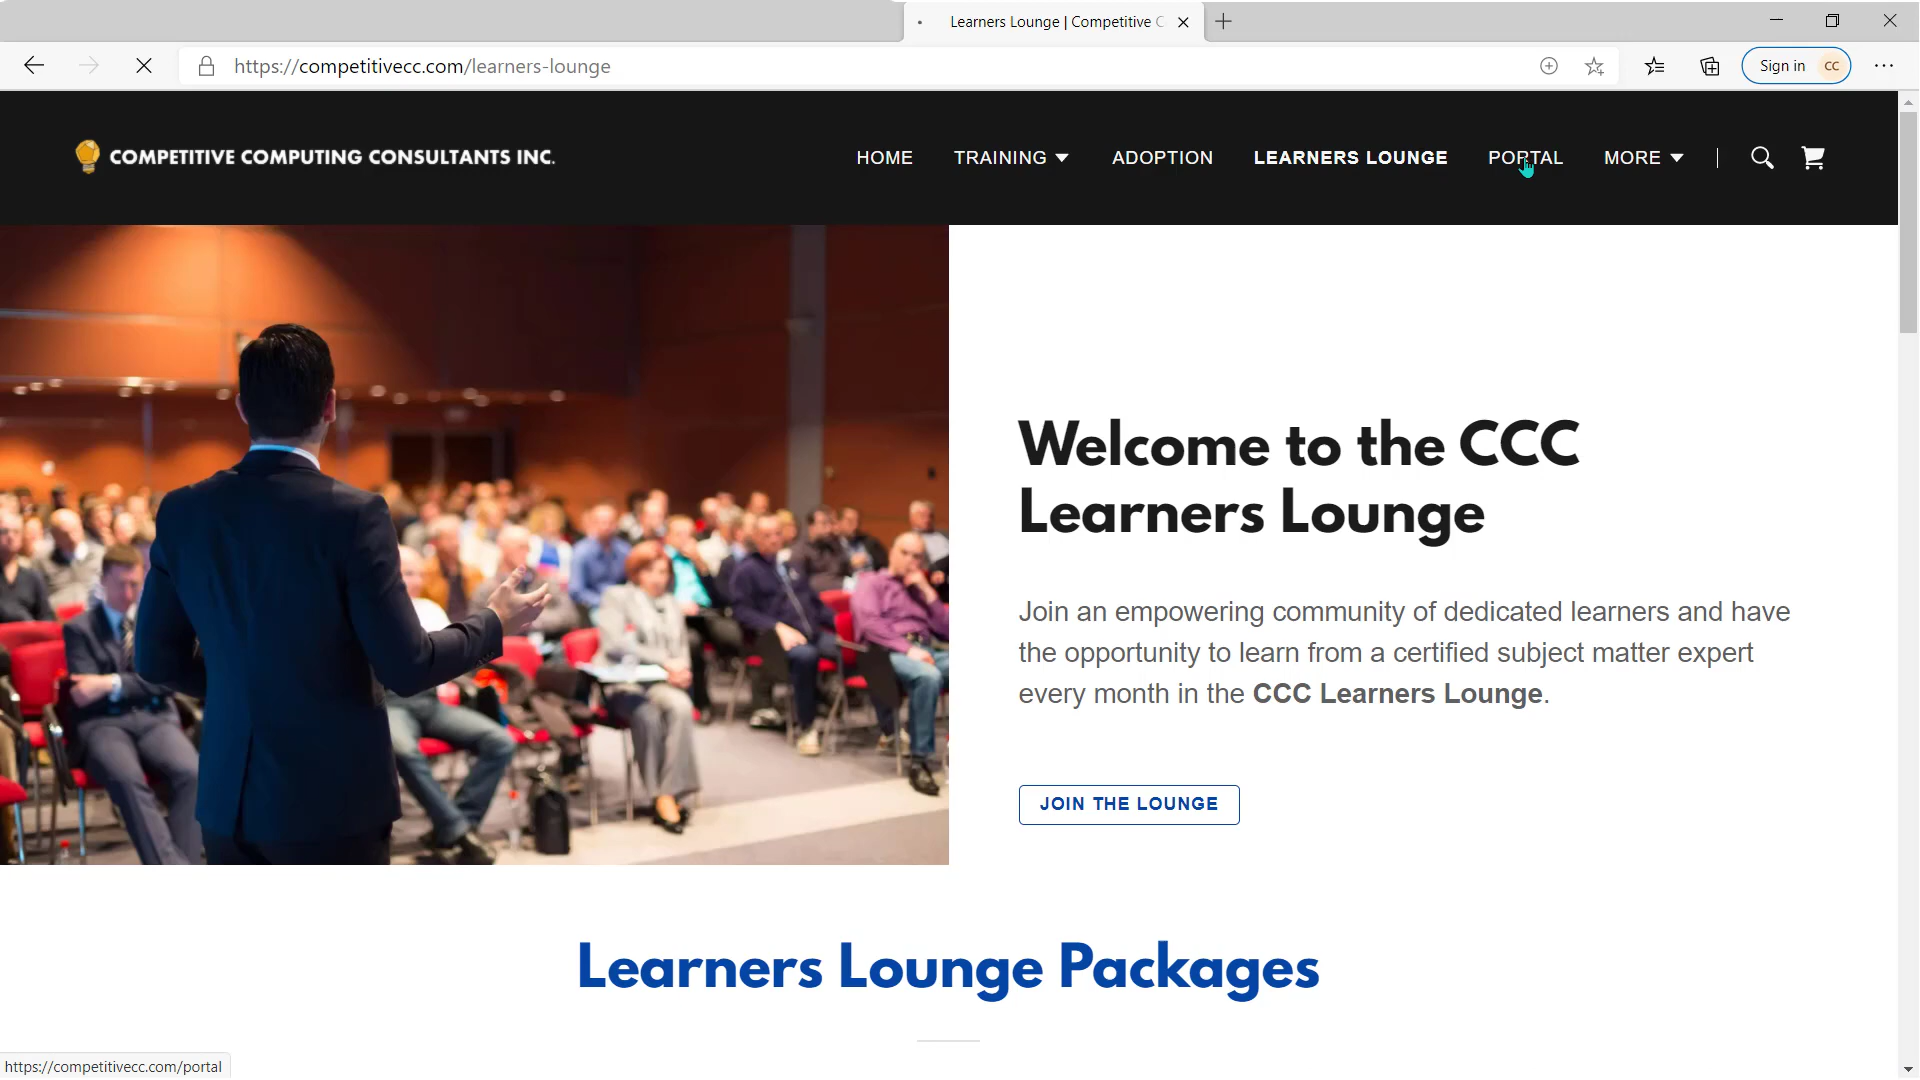 Learners Lounge | Competitive C
https://competitivecc.com/learners-lounge
Sign in CC
COMPETITIVE COMPUTING CONSULTANTS INC.
HOME TRAINING ADOPTION LEARNERS LOUNGE PORTAL MORE
Welcome to the CCC
Learners Lounge
Join an empowering community of dedicated learners and have
the opportunity to learn from a certified subject matter expert
every month in the CCC Learners Lounge.
JOIN THE LOUNGE
Learners Lounge Packages
https://competitivecc.com/portal